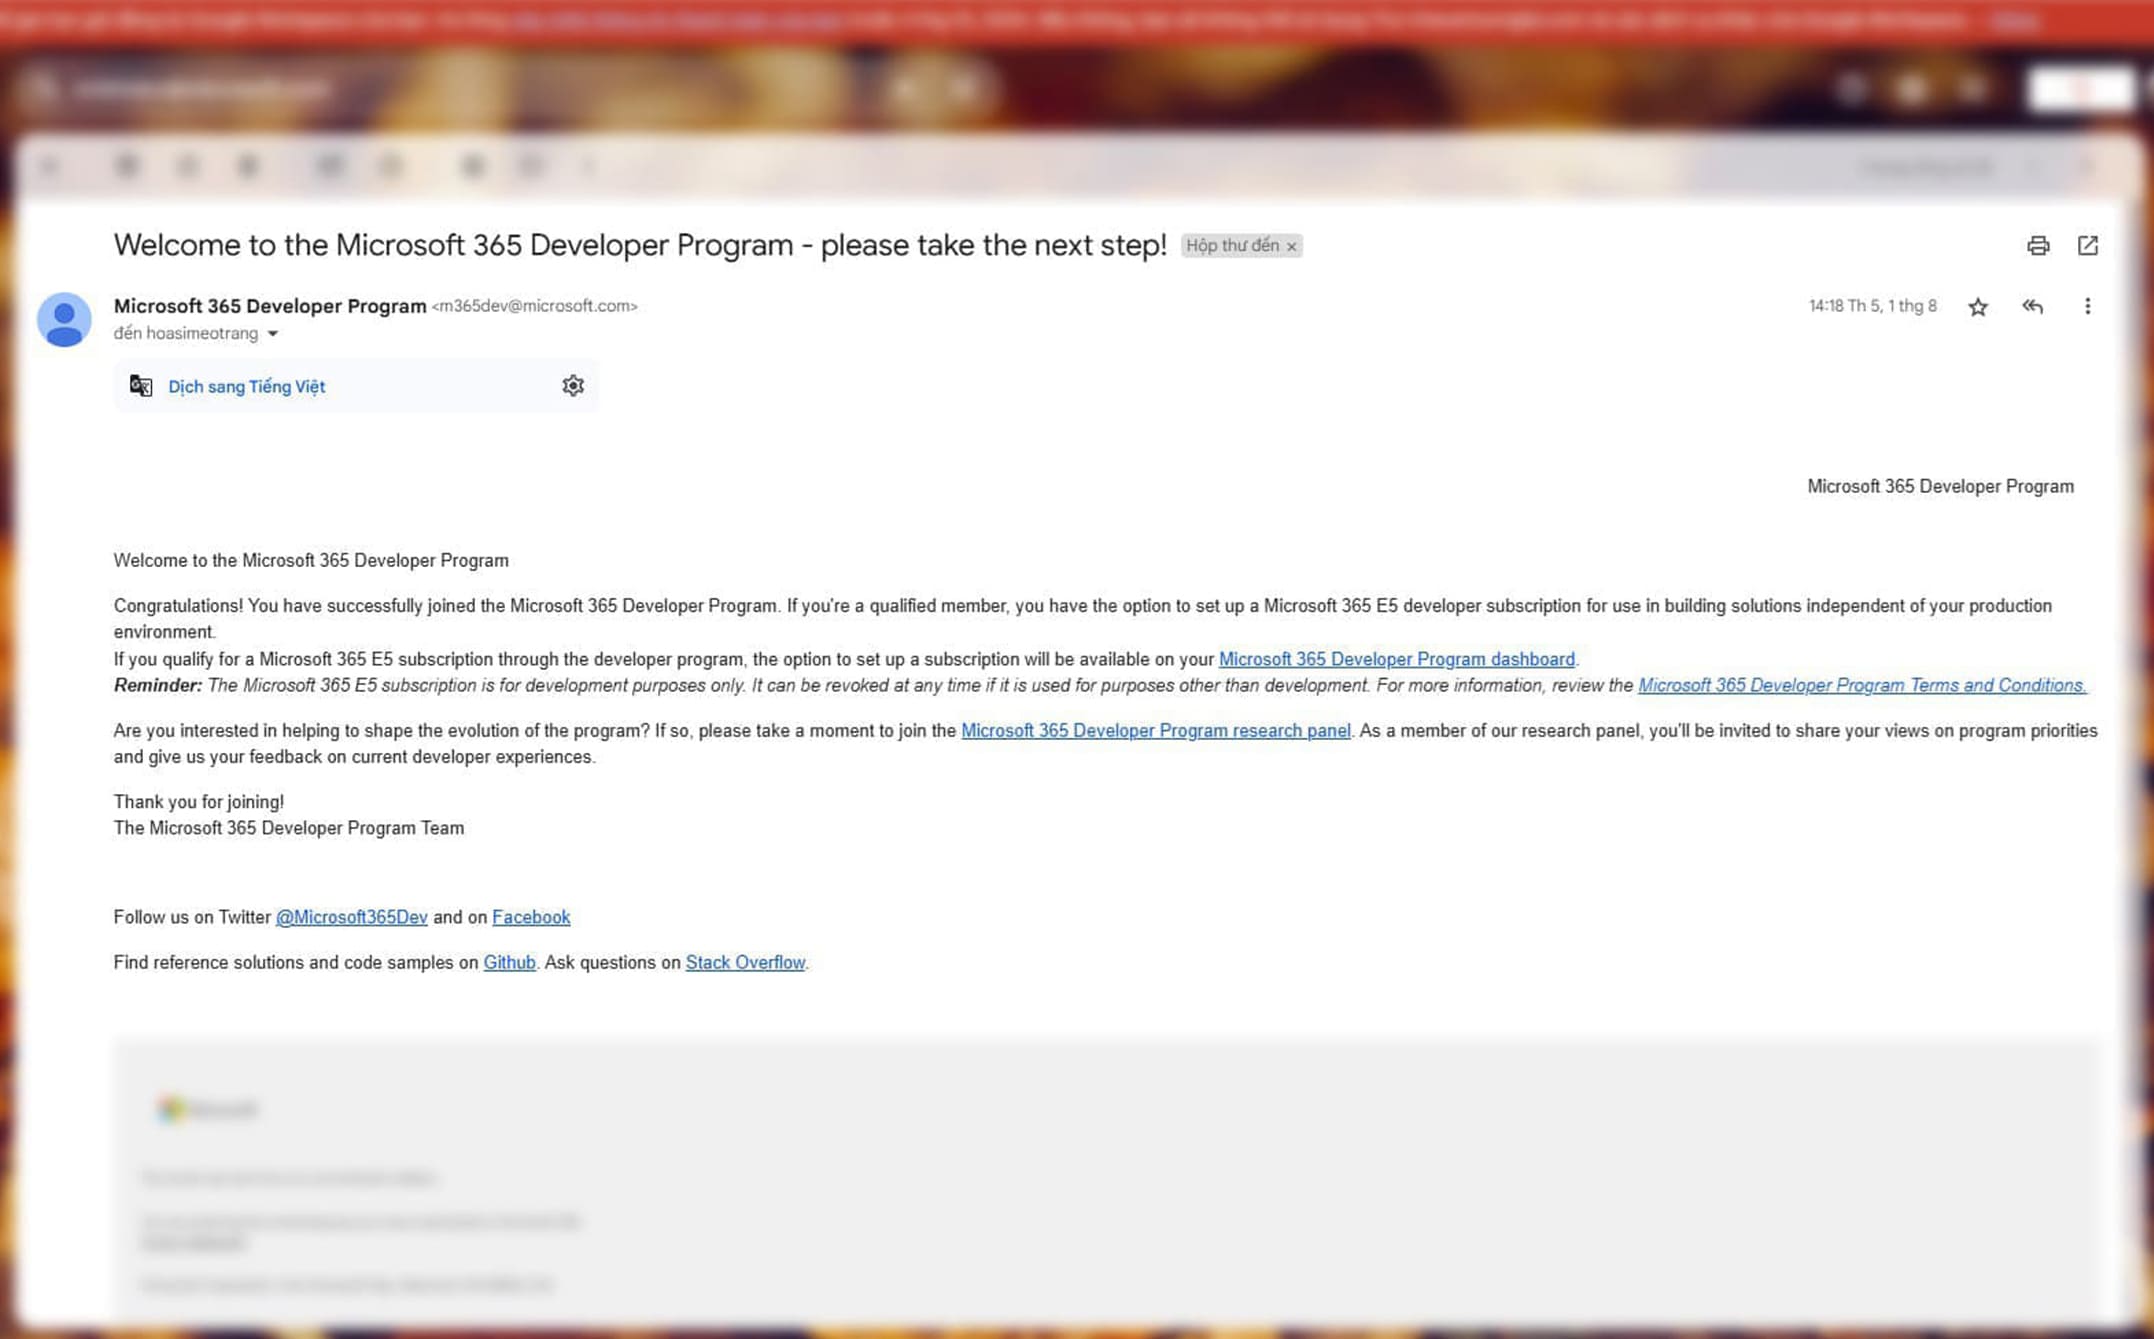 Welcome to the Microsoft 365 Developer Program - please take the next step! Hộp thư đến ×
Microsoft 365 Developer Program <m365dev@microsoft.com>
14:18 Th 5, 1 thg 8
đến hoasimeotrang
Dịch sang Tiếng Việt
Microsoft 365 Developer Program
Welcome to the Microsoft 365 Developer Program
Congratulations! You have successfully joined the Microsoft 365 Developer Program. If you're a qualified member, you have the option to set up a Microsoft 365 E5 developer subscription for use in building solutions independent of your production
environment.
If you qualify for a Microsoft 365 E5 subscription through the developer program, the option to set up a subscription will be available on your Microsoft 365 Developer Program dashboard.
Reminder: The Microsoft 365 E5 subscription is for development purposes only. It can be revoked at any time if it is used for purposes other than development. For more information, review the Microsoft 365 Developer Program Terms and Conditions.
Are you interested in helping to shape the evolution of the program? If so, please take a moment to join the Microsoft 365 Developer Program research panel. As a member of our research panel, you'll be invited to share your views on program priorities
and give us your feedback on current developer experiences.
Thank you for joining!
The Microsoft 365 Developer Program Team
Follow us on Twitter @Microsoft365Dev and on Facebook
Find reference solutions and code samples on Github. Ask questions on Stack Overflow.